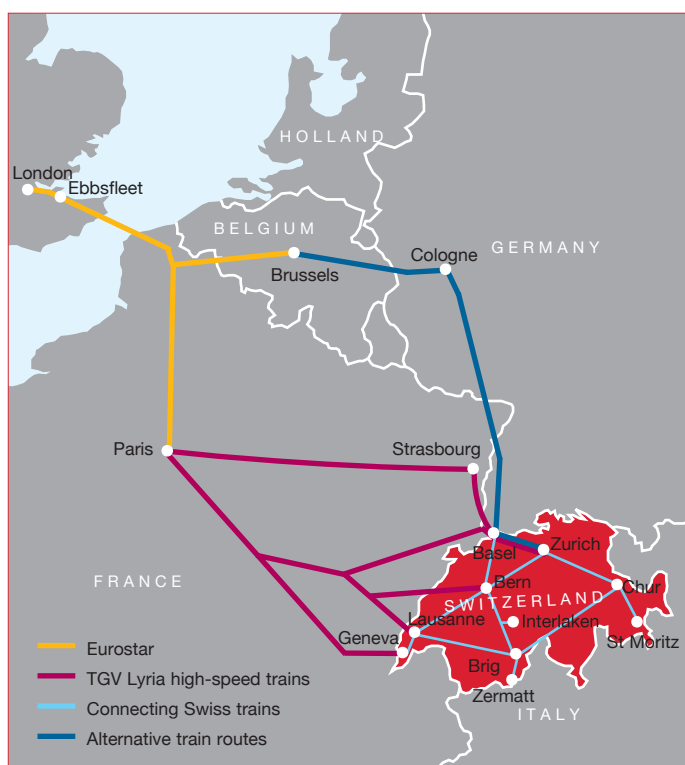 HOLLAND
London
Ebbsfleet
BELGIUM
Brussels
Cologne
GERMANY
Paris
Strasbourg
Basel
Zurich
FRANCE
Bern
Chur
SWITZERLAND
Lausanne
Interlaken
Geneva
St Moritz
Brig
Zermatt
ITALY
Eurostar
TGV Lyria high-speed trains
Connecting Swiss trains
Alternative train routes